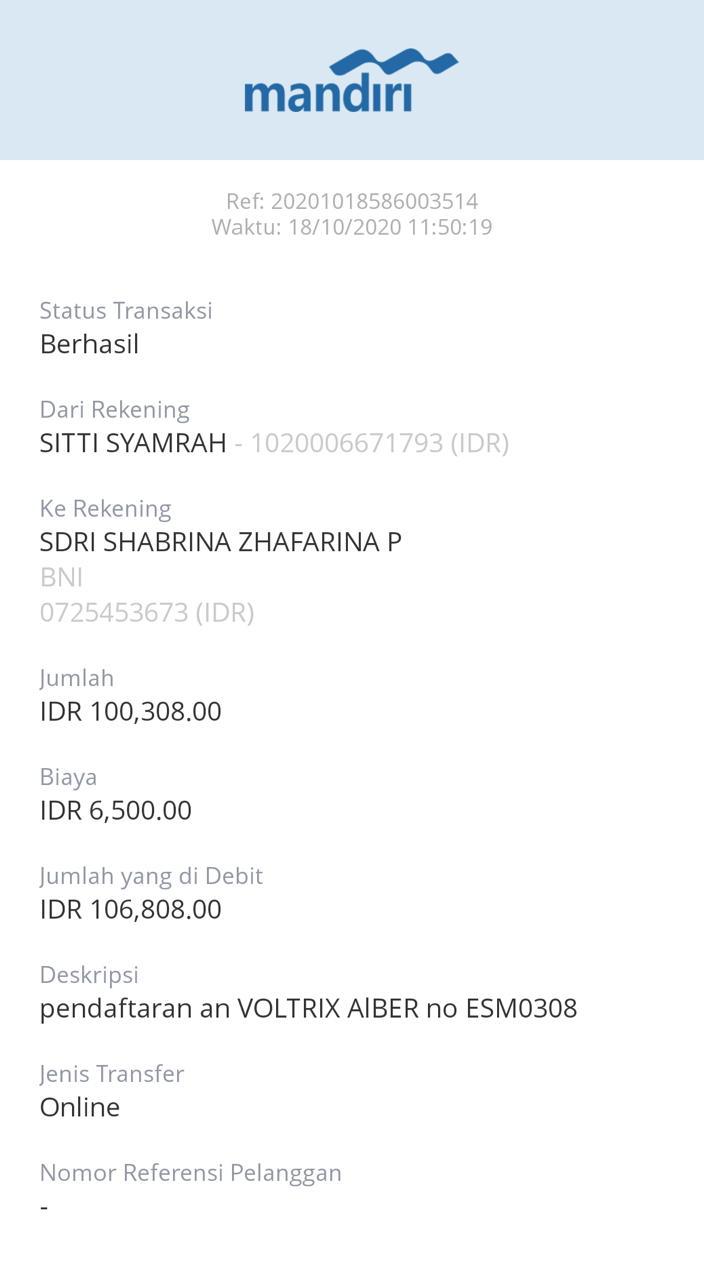 mandiri
Ref: 20201018586003514
Waktu: 18/10/2020 11:50:19
Status Transaksi
Berhasil
Dari Rekening
SITTI SYAMRAH - 1020006671793 (IDR)
Ke Rekening
SDRI SHABRINA ZHAFARINA P
BNI
0725453673 (IDR)
Jumlah
IDR 100,308.00
Biaya
IDR 6,500.00
Jumlah yang di Debit
IDR 106,808.00
Deskripsi
pendaftaran an VOLTRIX AlBER no ESM0308
Jenis Transfer
Online
Nomor Referensi Pelanggan
-